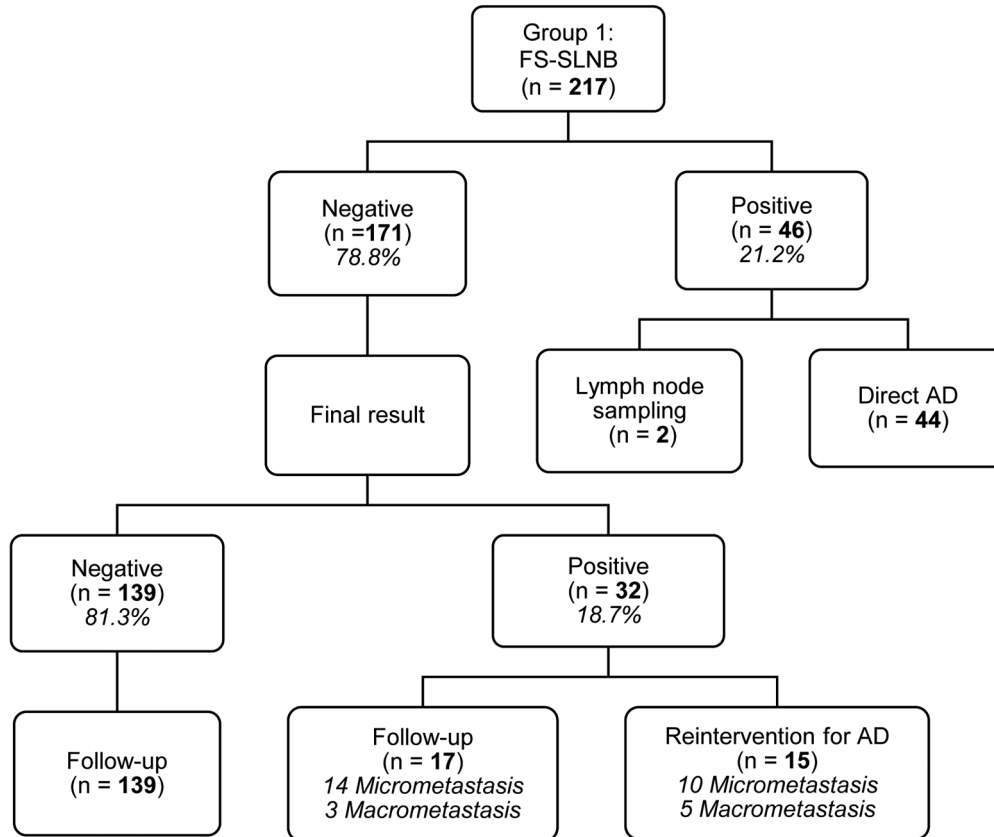 Group 1:
FS-SLNB
(n = 217)
Negative
(n =171)
78.8%
Positive
(n = 46)
21.2%
Final result
Lymph node
sampling
(n = 2)
Direct AD
(n = 44)
Negative
(n = 139)
81.3%
Positive
(n = 32)
18.7%
Follow-up
(n = 139)
Follow-up
(n = 17)
14 Micrometastasis
3 Macrometastasis
Reintervention for AD
(n = 15)
10 Micrometastasis
5 Macrometastasis